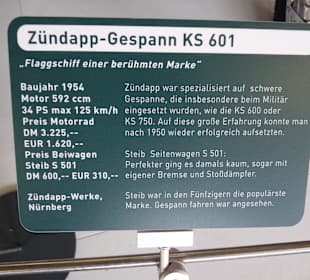 Zündapp-Gespann KS 601
„Flaggschiff einer berühmten Marke"
Baujahr 1954
Motor 592 ccm
34 PS max 125 km/h
Preis Motorrad
DM 3.225,--
EUR 1.620,--
Preis Beiwagen
Steib S 501
DM 600,-- EUR 310,--
Zündapp-Werke,
Nürnberg
Zündapp war spezialisiert auf schwere
Gespanne, die insbesondere beim Militär
eingesetzt wurden, wie die KS 600 oder
KS 750. Auf diese große Erfahrung konnte man
nach 1950 wieder erfolgreich aufsetzten.
Steib Seitenwagen S 501:
Perfekter ging es damals kaum, sogar mit
eigener Bremse und Stoßdämpfer.
Steib war in den Fünfzigern die populärste
Marke. Gespann fahren war angesehen.